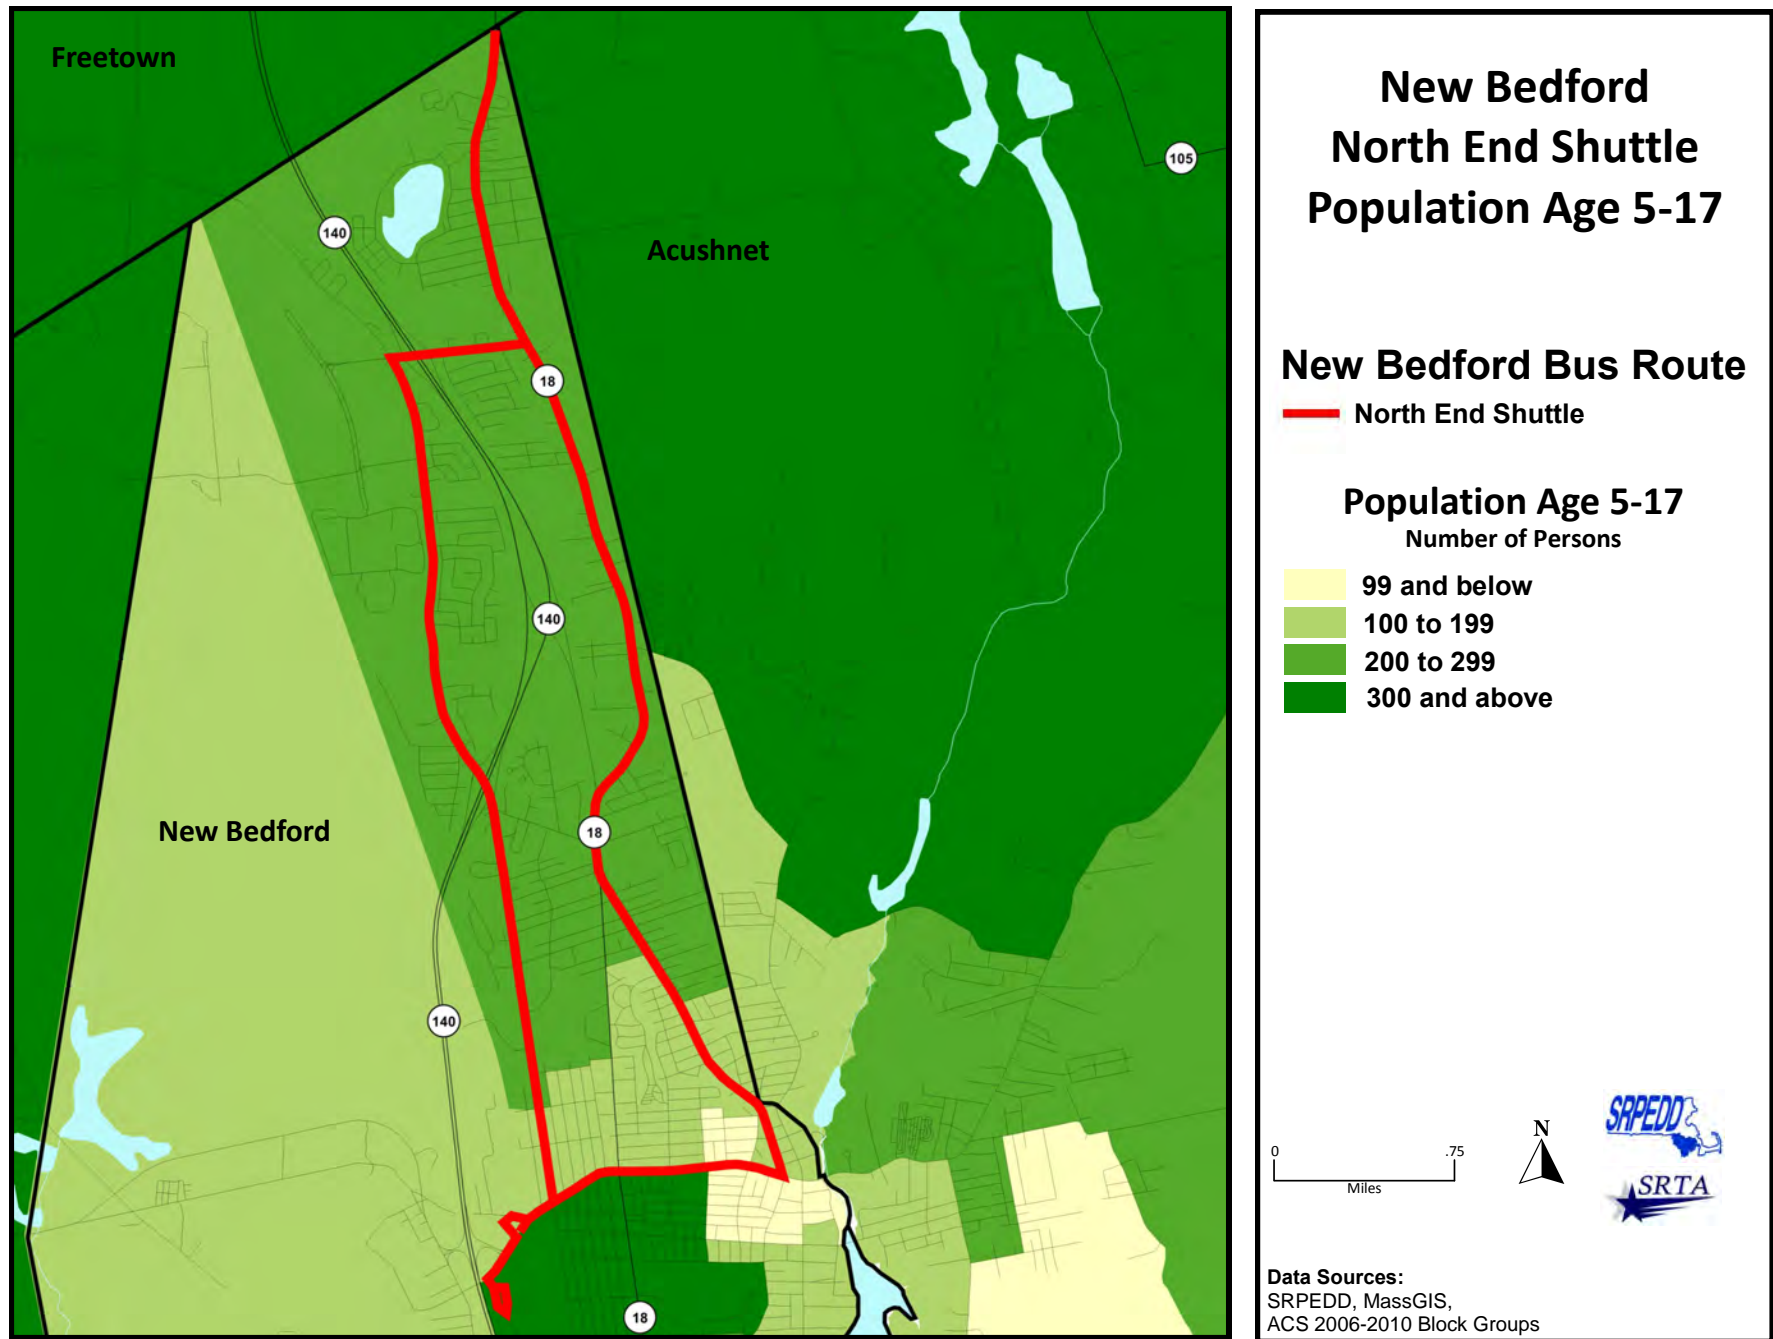 Freetown
105
140
Acushnet
18
140
New Bedford
18
140
18
New Bedford
North End Shuttle
Population Age 5-17
New Bedford Bus Route
North End Shuttle
Population Age 5-17
Number of Persons
99 and below
100 to 199
200 to 299
300 and above
0 .75
Miles
N
SRPEDD
SRTA
Data Sources:
SRPEDD, MassGIS,
ACS 2006-2010 Block Groups